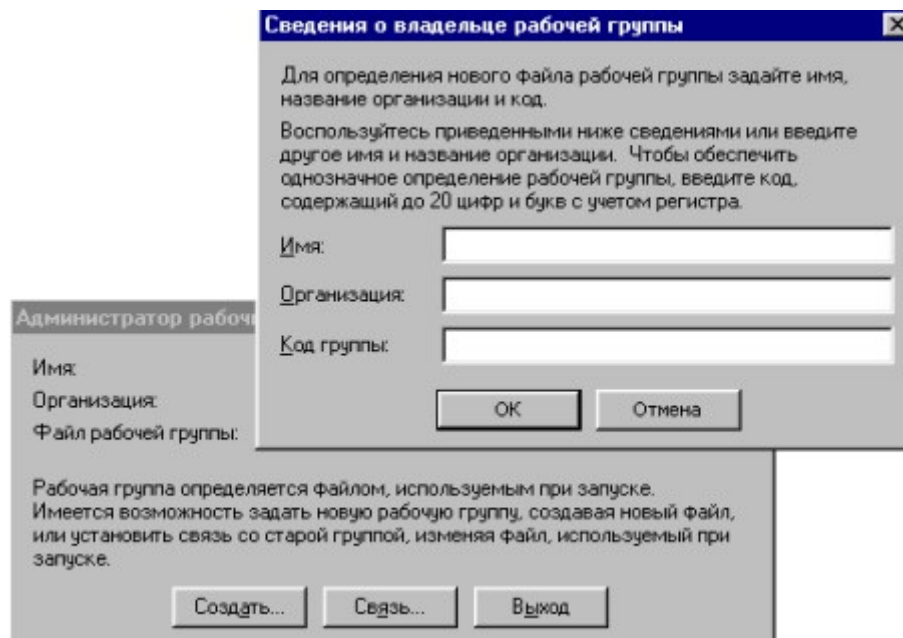 Сведения о владельце рабочей группы
Для определения нового файла рабочей группы задайте имя,
название организации и код.
Воспользуйтесь приведенными ниже сведениями или введите
другое имя и название организации. Чтобы обеспечить
однозначное определение рабочей группы, введите код,
содержащий до 20 цифр и букв с учетом регистра.
Имя:
Организация:
Код группы:
OK Отмена
Администратор рабоч
Имя:
Организация:
Файл рабочей группы:
Рабочая группа определяется файлом, используемым при запуске.
Имеется возможность задать новую рабочую группу, создавая новый файл,
или установить связь со старой группой, изменяя файл, используемый при
запуске.
Создать... Связь... Выход